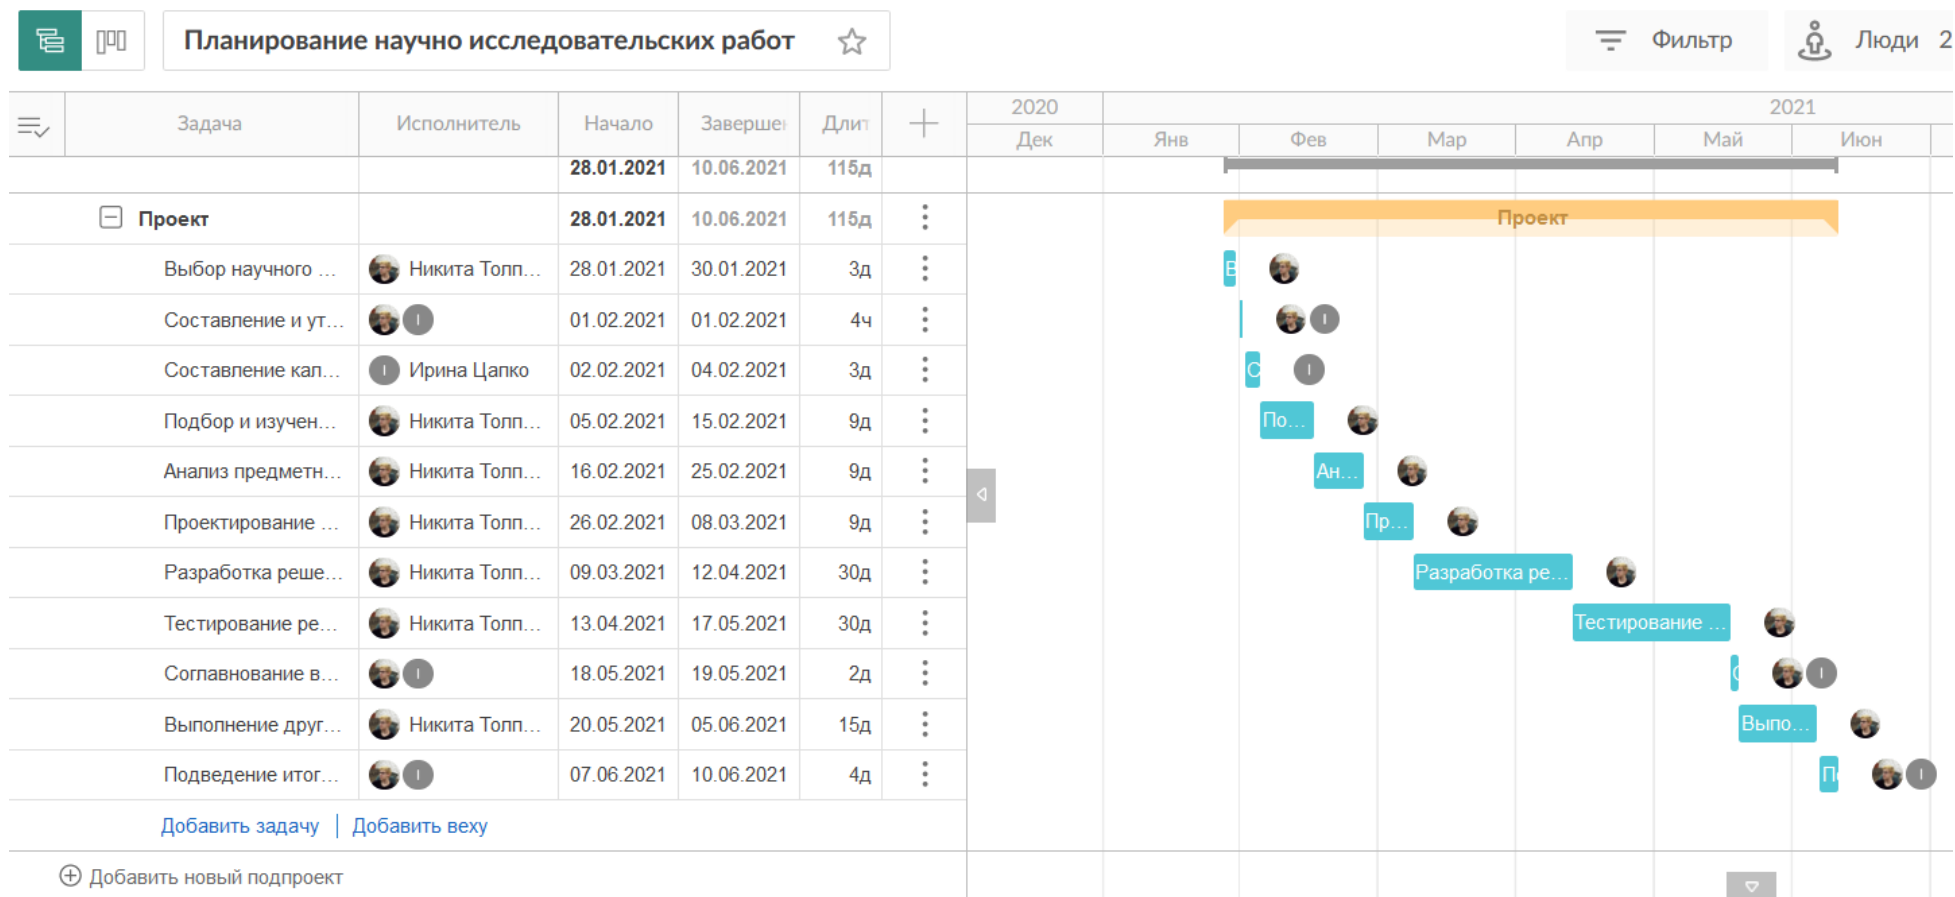 Планирование научно исследовательских работ
Фильтр
Люди 2
Задача Исполнитель Начало Заверше Длит 2020 2021
Дек Янв Фев Мар Апр Май Июн
28.01.2021 10.06.2021 115д
Проект 28.01.2021 10.06.2021 115д Проект
Выбор научного ... Никита Толп... 28.01.2021 30.01.2021 3д В
Составление и ут... I 01.02.2021 01.02.2021 4ч I
Составление кал... I Ирина Цапко 02.02.2021 04.02.2021 3д С I
Подбор и изучен... Никита Толп... 05.02.2021 15.02.2021 9д По...
Анализ предметн... Никита Толп... 16.02.2021 25.02.2021 9д Ан...
Проектирование ... Никита Толп... 26.02.2021 08.03.2021 9д Пр...
Разработка реше... Никита Толп... 09.03.2021 12.04.2021 30д Разработка ре...
Тестирование ре... Никита Толп... 13.04.2021 17.05.2021 30д Тестирование ...
Соглавнование в... I 18.05.2021 19.05.2021 2д С I
Выполнение друг... Никита Толп... 20.05.2021 05.06.2021 15д Выпо...
Подведение итог... I 07.06.2021 10.06.2021 4д По I
Добавить задачу | Добавить веху
Добавить новый подпроект